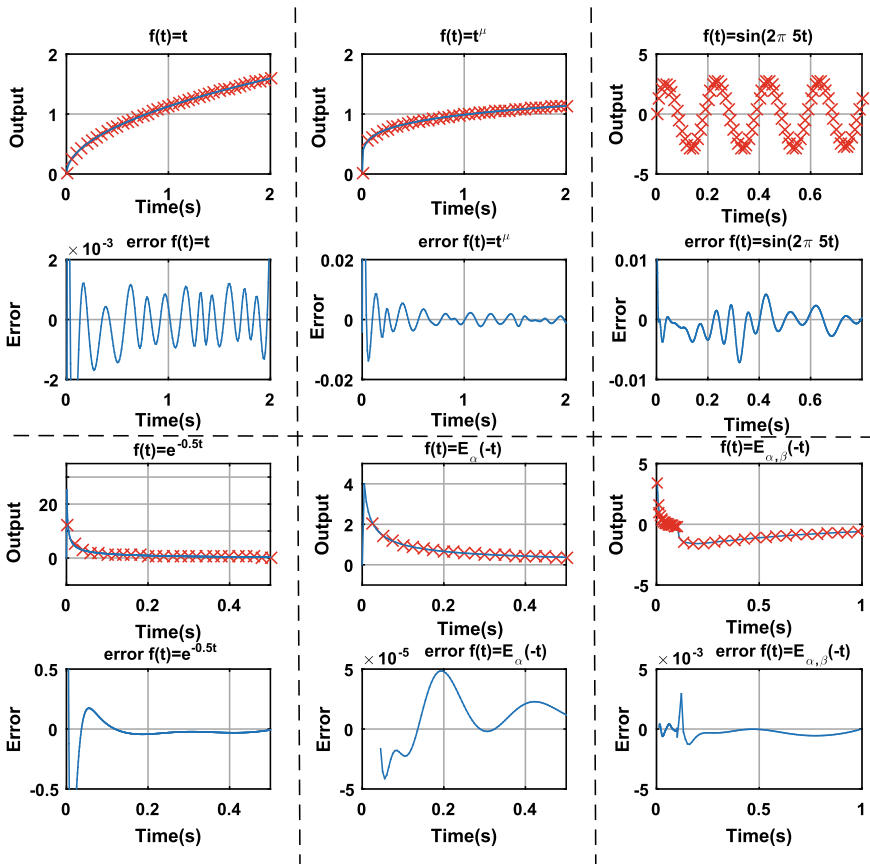 f(t)=t
2
1
0
Output
0
1
2
Time(s)
f(t)=t^μ
2
1
0
Output
0
1
2
Time(s)
f(t)=sin(2π 5t)
5
0
-5
Output
0
0.2
0.4
0.6
Time(s)
× 10^-3
error f(t)=t
2
0
-2
Error
0
1
2
Time(s)
error f(t)=t^μ
0.02
0
-0.02
Error
0
1
2
Time(s)
error f(t)=sin(2π 5t)
0.01
0
-0.01
Error
0
0.2
0.4
0.6
Time(s)
f(t)=e^-0.5t
20
0
Output
0
0.2
0.4
Time(s)
f(t)=E_α(-t)
4
2
0
Output
0
0.2
0.4
Time(s)
f(t)=E_α,β(-t)
5
0
-5
Output
0
0.5
1
Time(s)
error f(t)=e^-0.5t
0.5
0
-0.5
Error
0
0.2
0.4
Time(s)
× 10^-5
error f(t)=E_α(-t)
5
0
-5
Error
0
0.2
0.4
Time(s)
× 10^-3
error f(t)=E_α,β(-t)
5
0
-5
Error
0
0.5
1
Time(s)